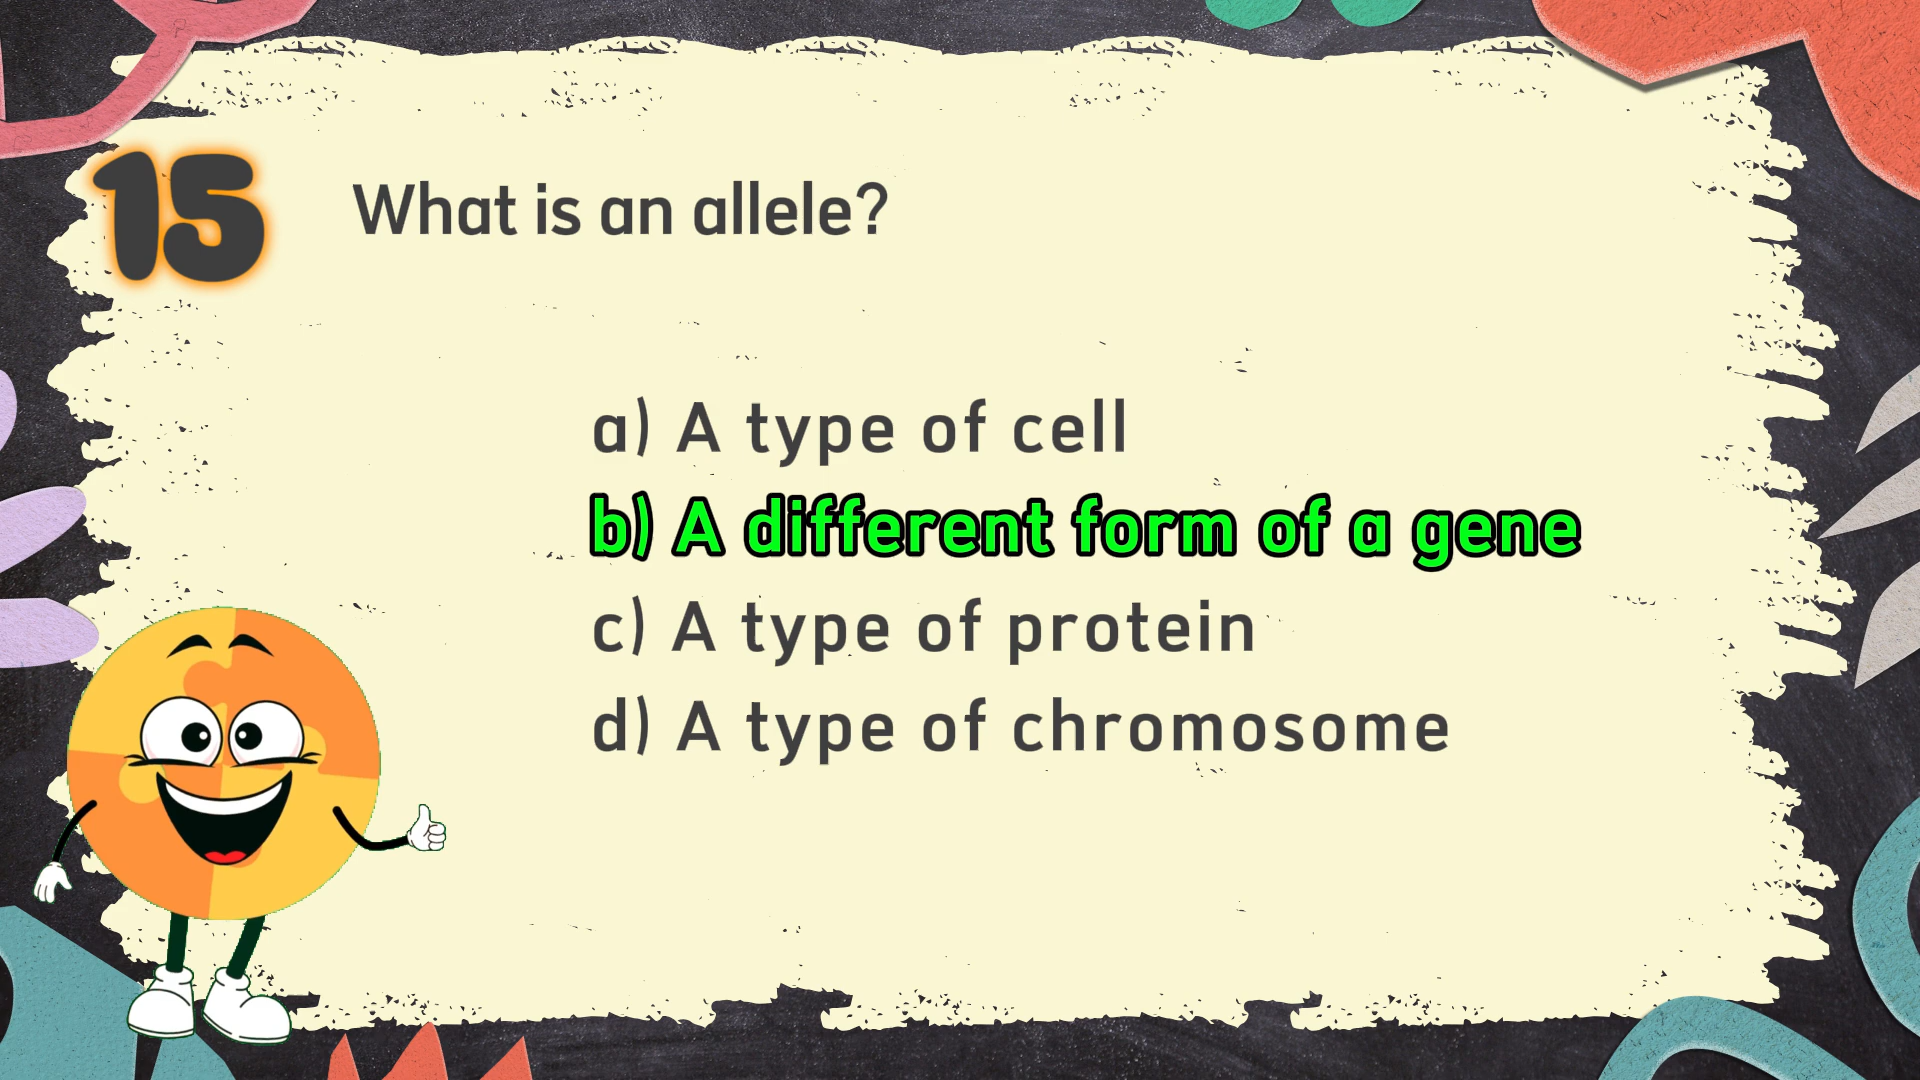 15
What is an allele?
a) A type of cell
b) A different form of a gene
c) A type of protein
d) A type of chromosome